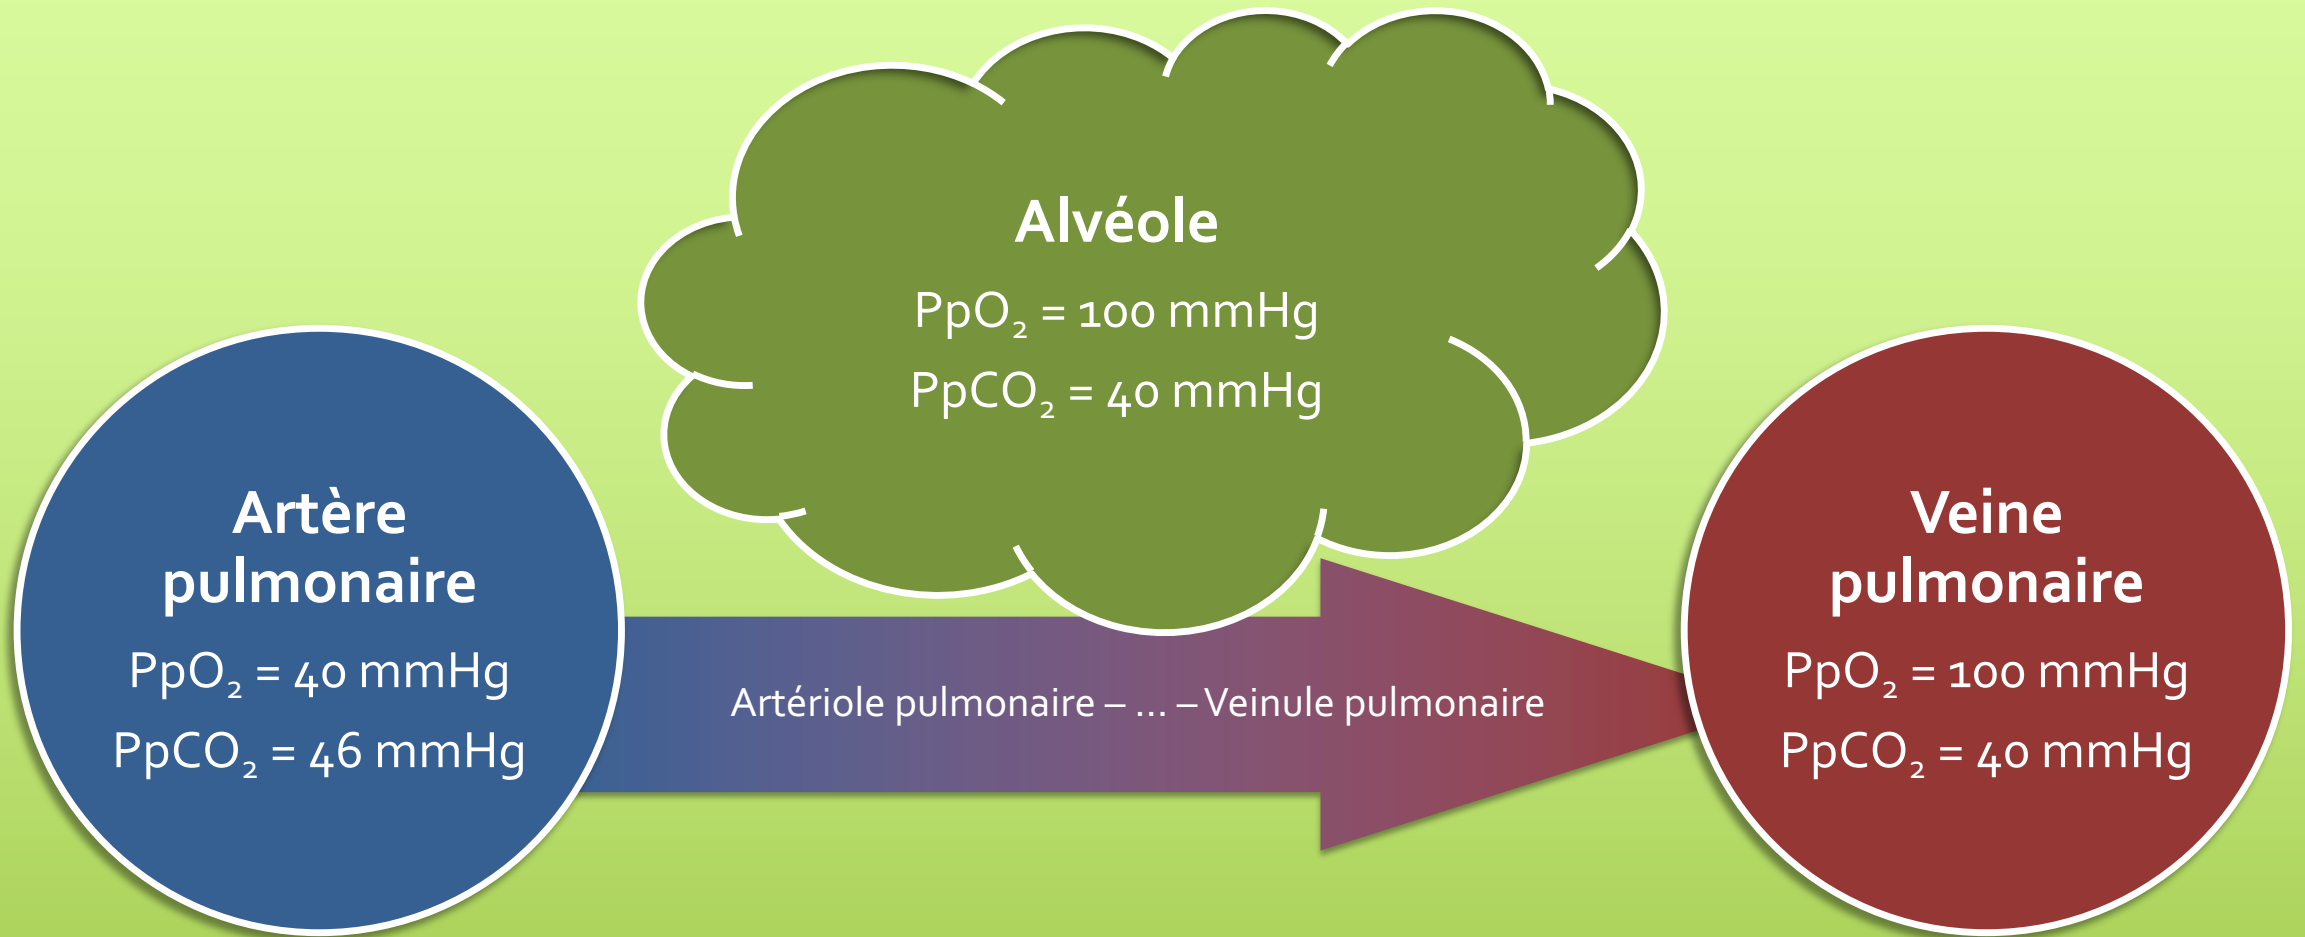 Alvéole
PpO₂ = 100 mmHg
PpCO₂ = 40 mmHg
Artère
pulmonaire
PpO₂ = 40 mmHg
PpCO₂ = 46 mmHg
Artériole pulmonaire – ... – Veinule pulmonaire
Veine
pulmonaire
PpO₂ = 100 mmHg
PpCO₂ = 40 mmHg